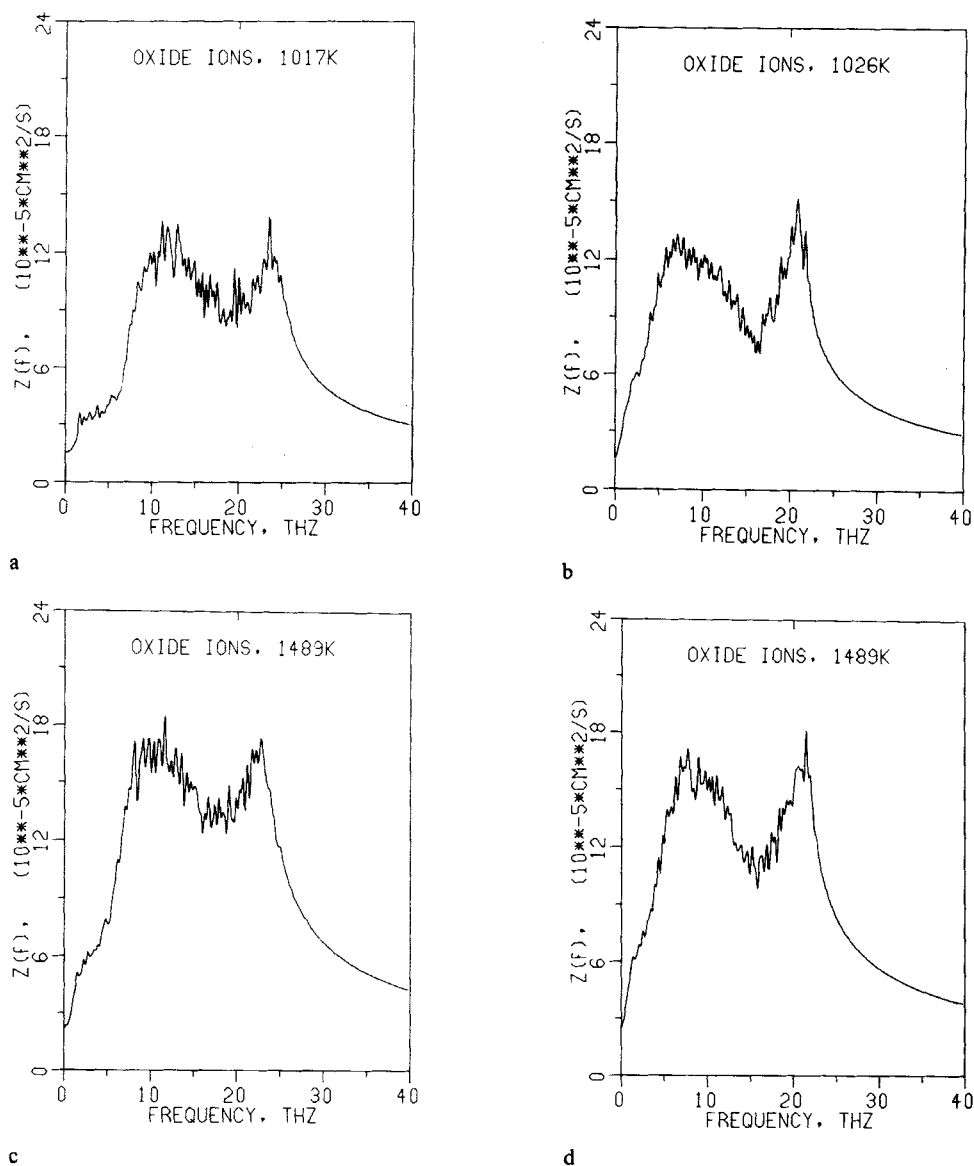 OXIDE IONS, 1017K
Z(f), (10**-5*CM**2/S)
24
18
12
6
0
0 10 20 30 40
FREQUENCY, THZ
a
OXIDE IONS, 1026K
Z(f), (10**-5*CM**2/S)
24
18
12
6
0
0 10 20 30 40
FREQUENCY, THZ
b
OXIDE IONS, 1489K
Z(f), (10**-5*CM**2/S)
24
18
12
6
0
0 10 20 30 40
FREQUENCY, THZ
c
OXIDE IONS, 1489K
Z(f), (10**-5*CM**2/S)
24
18
12
6
0
0 10 20 30 40
FREQUENCY, THZ
d